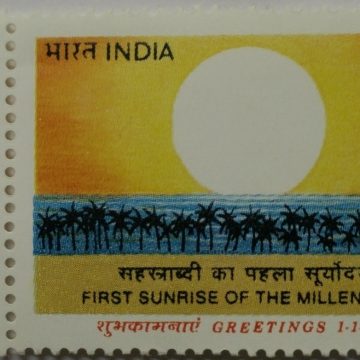 भारत INDIA
सहस्त्राब्दी का पहला सूर्योद
FIRST SUNRISE OF THE MILLEN
शुभकामनाएं GREETINGS 1-1